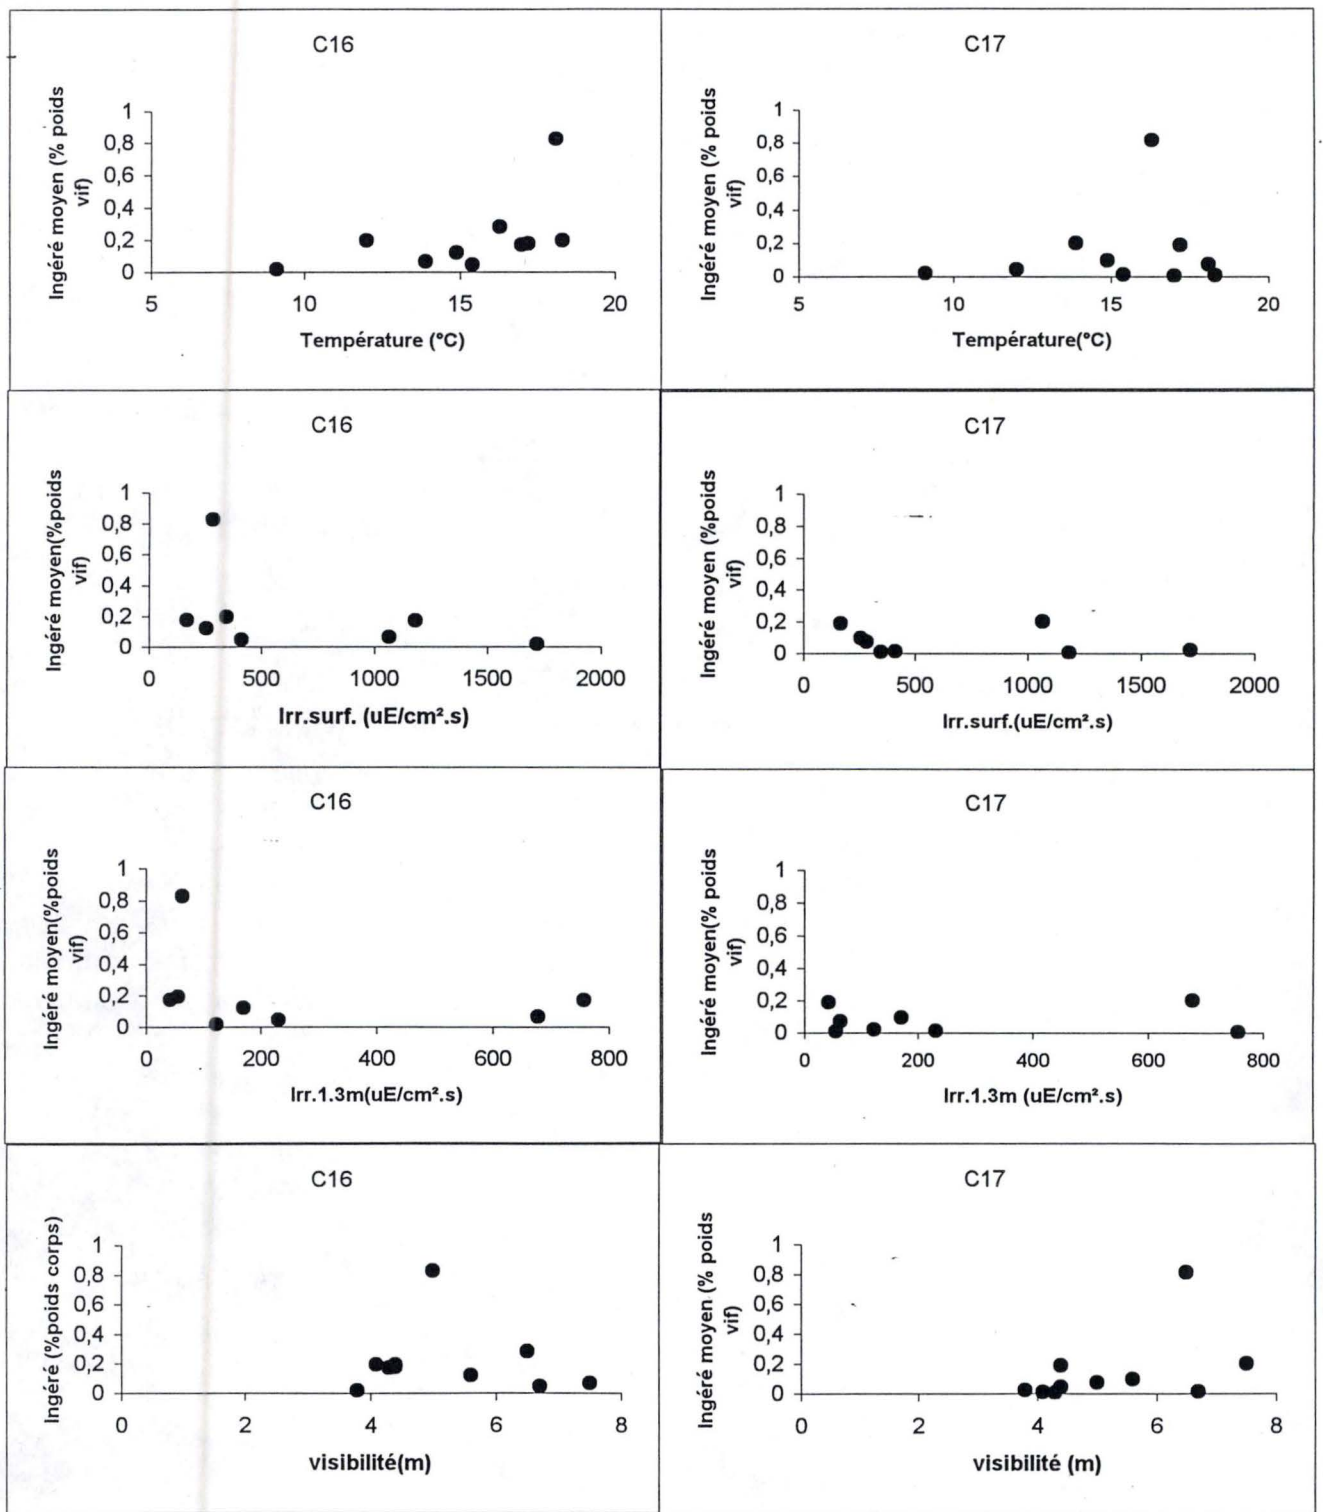 C16
Ingéré moyen (% poids
vif)
1
0,8
0,6
0,4
0,2
0
5
10
15
20
Température (°C)
C17
Ingéré moyen (% poids
vif)
1
0,8
0,6
0,4
0,2
0
5
10
15
20
Température(°C)
C16
Ingéré moyen(%poids
vif)
1
0,8
0,6
0,4
0,2
0
0
500
1000
1500
2000
Irr.surf. (uE/cm².s)
C17
Ingéré moyen (%poids
vif)
1
0,8
0,6
0,4
0,2
0
0
500
1000
1500
2000
Irr.surf.(uE/cm².s)
C16
Ingéré moyen(%poids
vif)
1
0,8
0,6
0,4
0,2
0
0
200
400
600
800
Irr.1.3m(uE/cm².s)
C17
Ingéré moyen(% poids
vif)
1
0,8
0,6
0,4
0,2
0
0
200
400
600
800
Irr.1.3m (uE/cm².s)
C16
Ingéré (%poids corps)
1
0,8
0,6
0,4
0,2
0
0
2
4
6
8
visibilité(m)
C17
Ingéré moyen (% poids
vif)
1
0,8
0,6
0,4
0,2
0
0
2
4
6
8
visibilité (m)